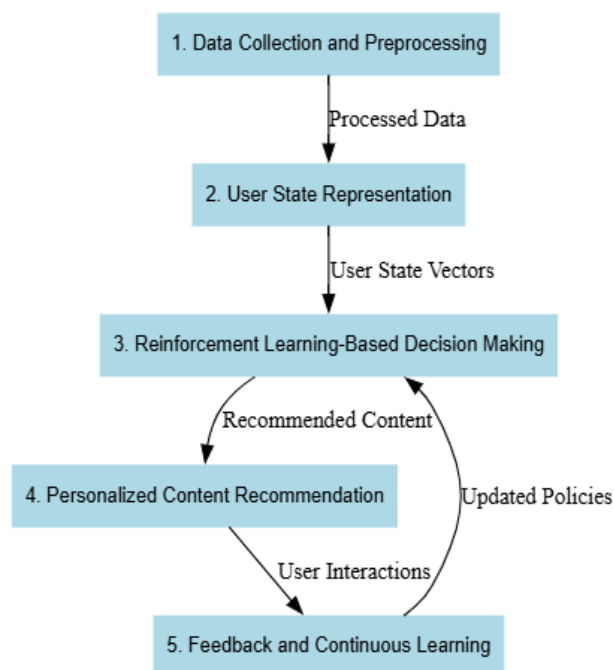 1. Data Collection and Preprocessing
Processed Data
2. User State Representation
User State Vectors
3. Reinforcement Learning-Based Decision Making
Recommended Content
4. Personalized Content Recommendation
Updated Policies
User Interactions
5. Feedback and Continuous Learning